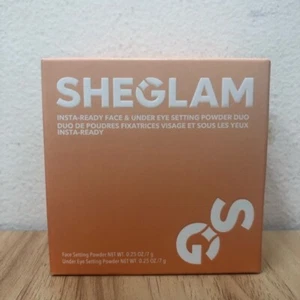 SHEGLAM
INSTA-READY FACE & UNDER EYE SETTING POWDER DUO
DUO DE POUDRES FIXATRICES VISAGE ET SOUS LES YEUX
INSTA-READY
GS
Face Setting Powder NET WT. 0.25 OZ./7 g
Under Eye Setting Powder NET WT. 0.25 OZ./7 g